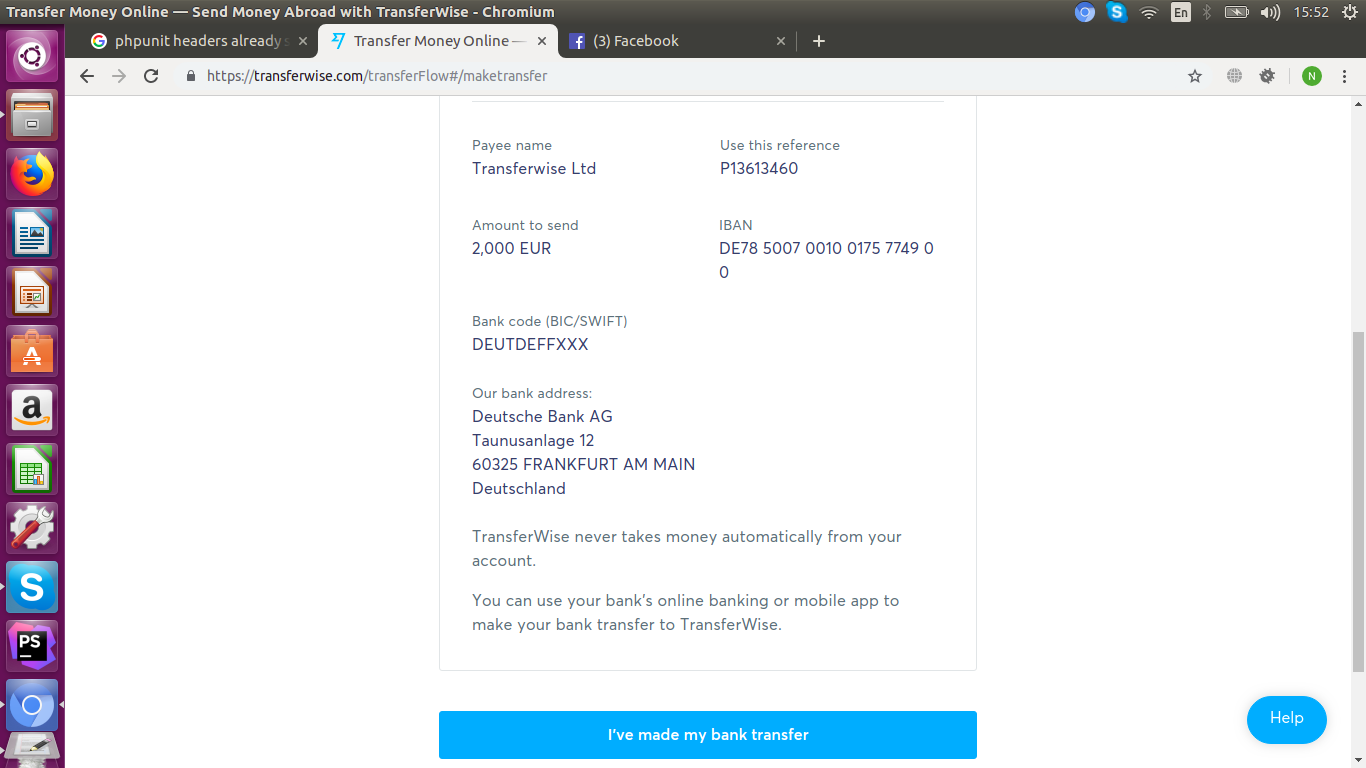 Transfer Money Online — Send Money Abroad with TransferWise - Chromium
En
15:52
phpunit headers already s
Transfer Money Online —
(3) Facebook
https://transferwise.com/transferFlow#/maketransfer
N
Payee name
Transferwise Ltd
Use this reference
P13613460
Amount to send
2,000 EUR
IBAN
DE78 5007 0010 0175 7749 0
0
Bank code (BIC/SWIFT)
DEUTDEFFXXX
Our bank address:
Deutsche Bank AG
Taunusanlage 12
60325 FRANKFURT AM MAIN
Deutschland
TransferWise never takes money automatically from your
account.
You can use your bank's online banking or mobile app to
make your bank transfer to TransferWise.
I've made my bank transfer
Help
A
a
S
PS